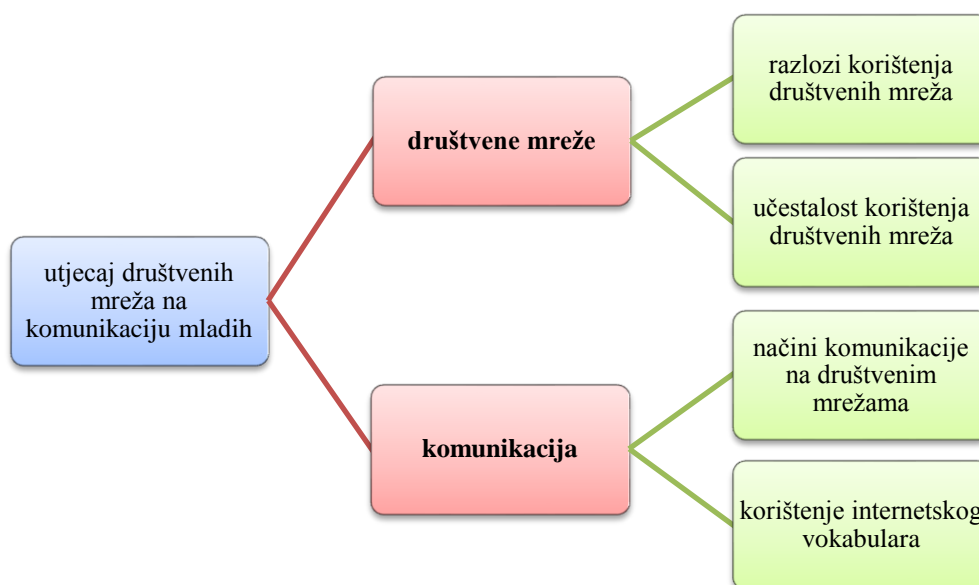 utjecaj društvenih
mreža na
komunikaciju mladih
društvene mreže
razlozi korištenja
društvenih mreža
učestalost korištenja
društvenih mreža
komunikacija
načini komunikacije
na društvenim
mrežama
korištenje internetskog
vokabulara